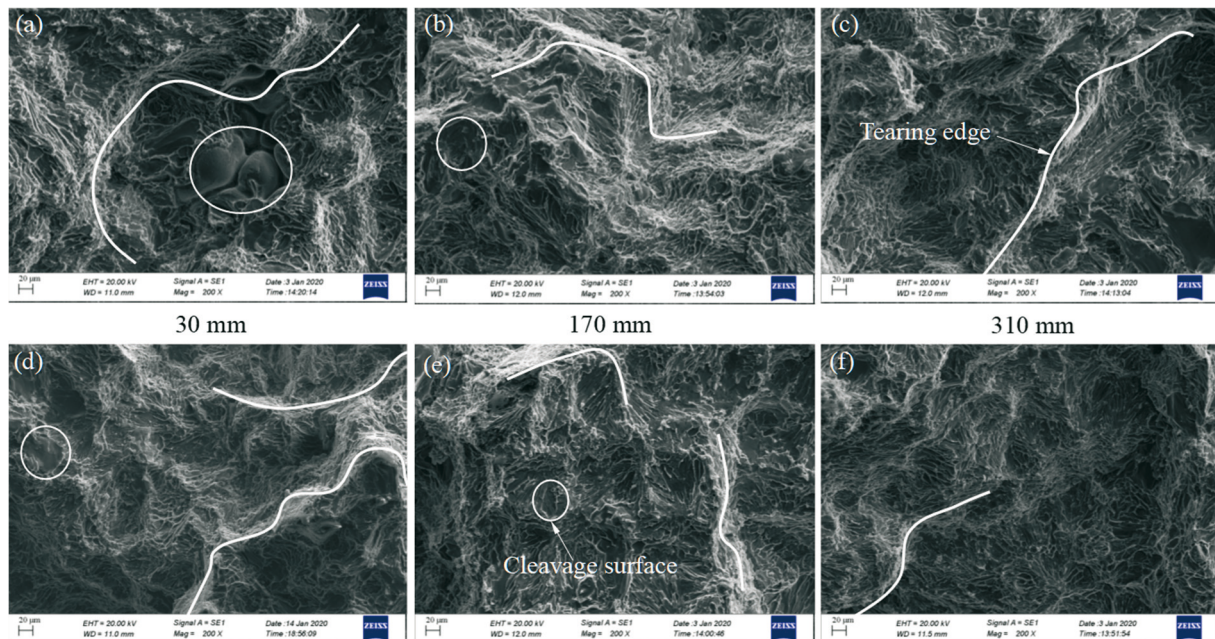 (a)
(b)
(c)
Tearing edge
20 μm
EHT = 20.00 kV
Signal A = SE1
Date :3 Jan 2020
WD = 11.0 mm
Mag = 200 X
Time :14:20:14
ZEISS
20 μm
EHT = 20.00 kV
Signal A = SE1
Date :3 Jan 2020
WD = 12.0 mm
Mag = 200 X
Time :13:54:03
ZEISS
20 μm
EHT = 20.00 kV
Signal A = SE1
Date :3 Jan 2020
WD = 12.0 mm
Mag = 200 X
Time :14:13:04
ZEISS
30 mm
170 mm
310 mm
(d)
(e)
(f)
Cleavage surface
20 μm
EHT = 20.00 kV
Signal A = SE1
Date :14 Jan 2020
WD = 11.0 mm
Mag = 200 X
Time :18:56:09
ZEISS
20 μm
EHT = 20.00 kV
Signal A = SE1
Date :3 Jan 2020
WD = 12.0 mm
Mag = 200 X
Time :14:00:46
ZEISS
20 μm
EHT = 20.00 kV
Signal A = SE1
Date :3 Jan 2020
WD = 11.5 mm
Mag = 200 X
Time :13:51:54
ZEISS